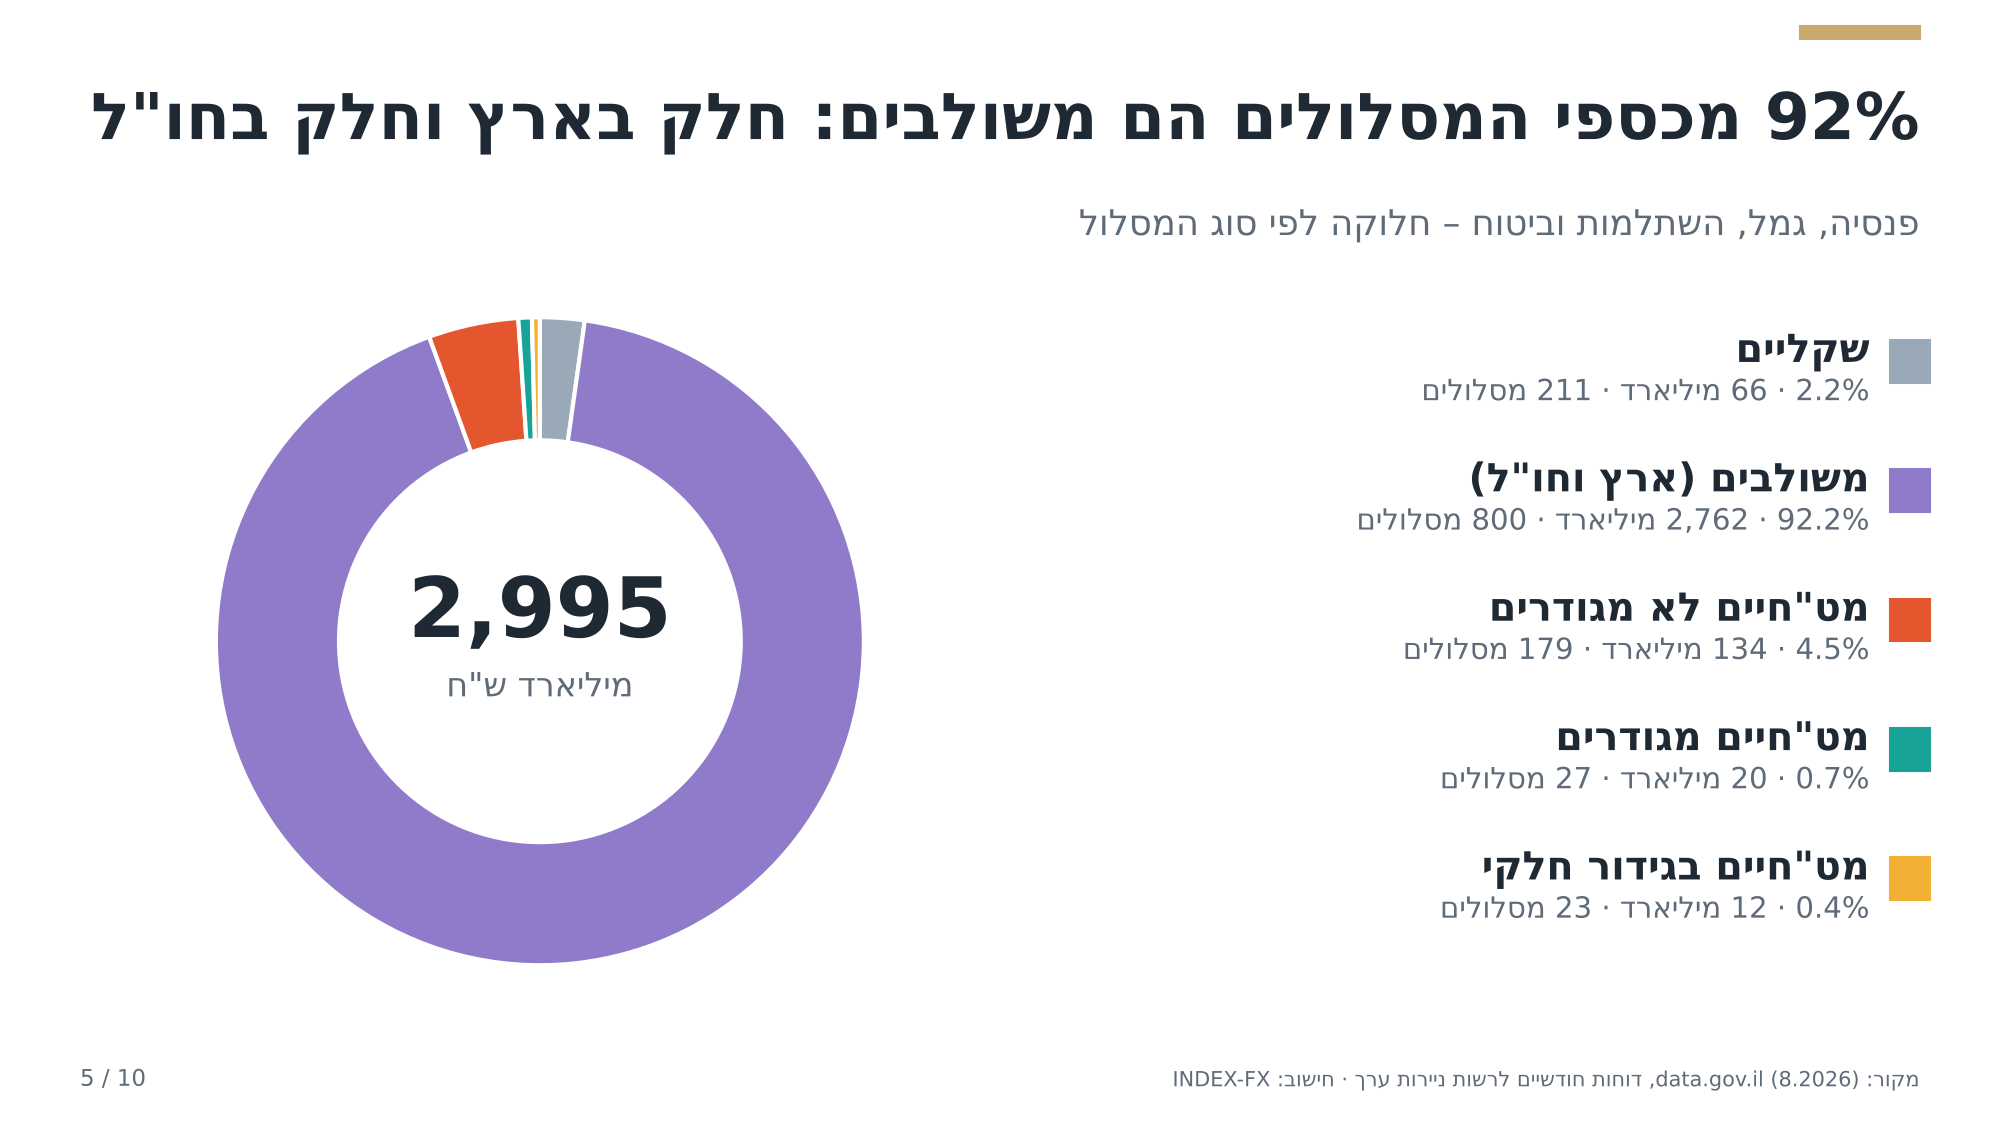 92% מכספי המסלולים הם משולבים: חלק בארץ וחלק בחו"ל
פנסיה, גמל, השתלמות וביטוח – חלוקה לפי סוג המסלול
שקליים
2.2% · 66 מיליארד · 211 מסלולים
משולבים (ארץ וחו"ל)
92.2% · 2,762 מיליארד · 800 מסלולים
מט"חיים לא מגודרים
4.5% · 134 מיליארד · 179 מסלולים
מט"חיים מגודרים
0.7% · 20 מיליארד · 27 מסלולים
מט"חיים בגידור חלקי
0.4% · 12 מיליארד · 23 מסלולים
2,995
מיליארד ש"ח
מקור: data.gov.il (8.2026), דוחות חודשיים לרשות ניירות ערך · חישוב: INDEX-FX
5 / 10